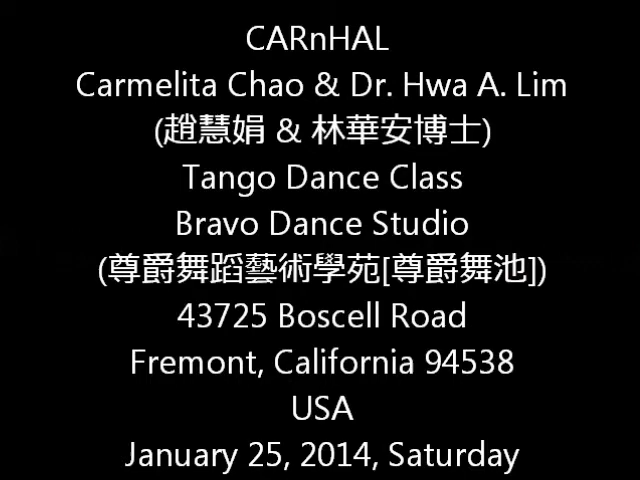 CARnHAL
Carmelita Chao & Dr. Hwa A. Lim
(趙慧娟 & 林華安博士)
Tango Dance Class
Bravo Dance Studio
(尊爵舞蹈藝術學苑[尊爵舞池])
43725 Boscell Road
Fremont, California 94538
USA
January 25, 2014, Saturday